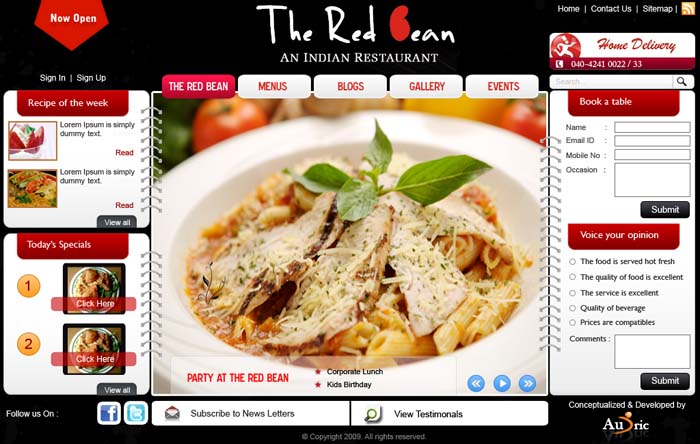 Now Open
The Red Bean
AN INDIAN RESTAURANT
Home | Contact Us | Sitemap |
Home Delivery
040-4241 0022 / 33
Sign In | Sign Up
THE RED BEAN
MENUS
BLOGS
GALLERY
EVENTS
Search
Recipe of the week
Lorem Ipsum is simply
dummy text.
Read
Lorem Ipsum is simply
dummy text.
Read
View all
Today's Specials
1
Click Here
2
Click Here
View all
PARTY AT THE RED BEAN
Corporate Lunch
Kids Birthday
Book a table
Name :
Email ID :
Mobile No :
Occasion :
Submit
Voice your opinion
The food is served hot fresh
The quality of food is excellent
The service is excellent
Quality of beverage
Prices are compatibles
Comments :
Submit
Follow us On :
Subscribe to News Letters
View Testimonals
Conceptualized & Developed by
Auric
© Copyright 2009. All rights reserved.